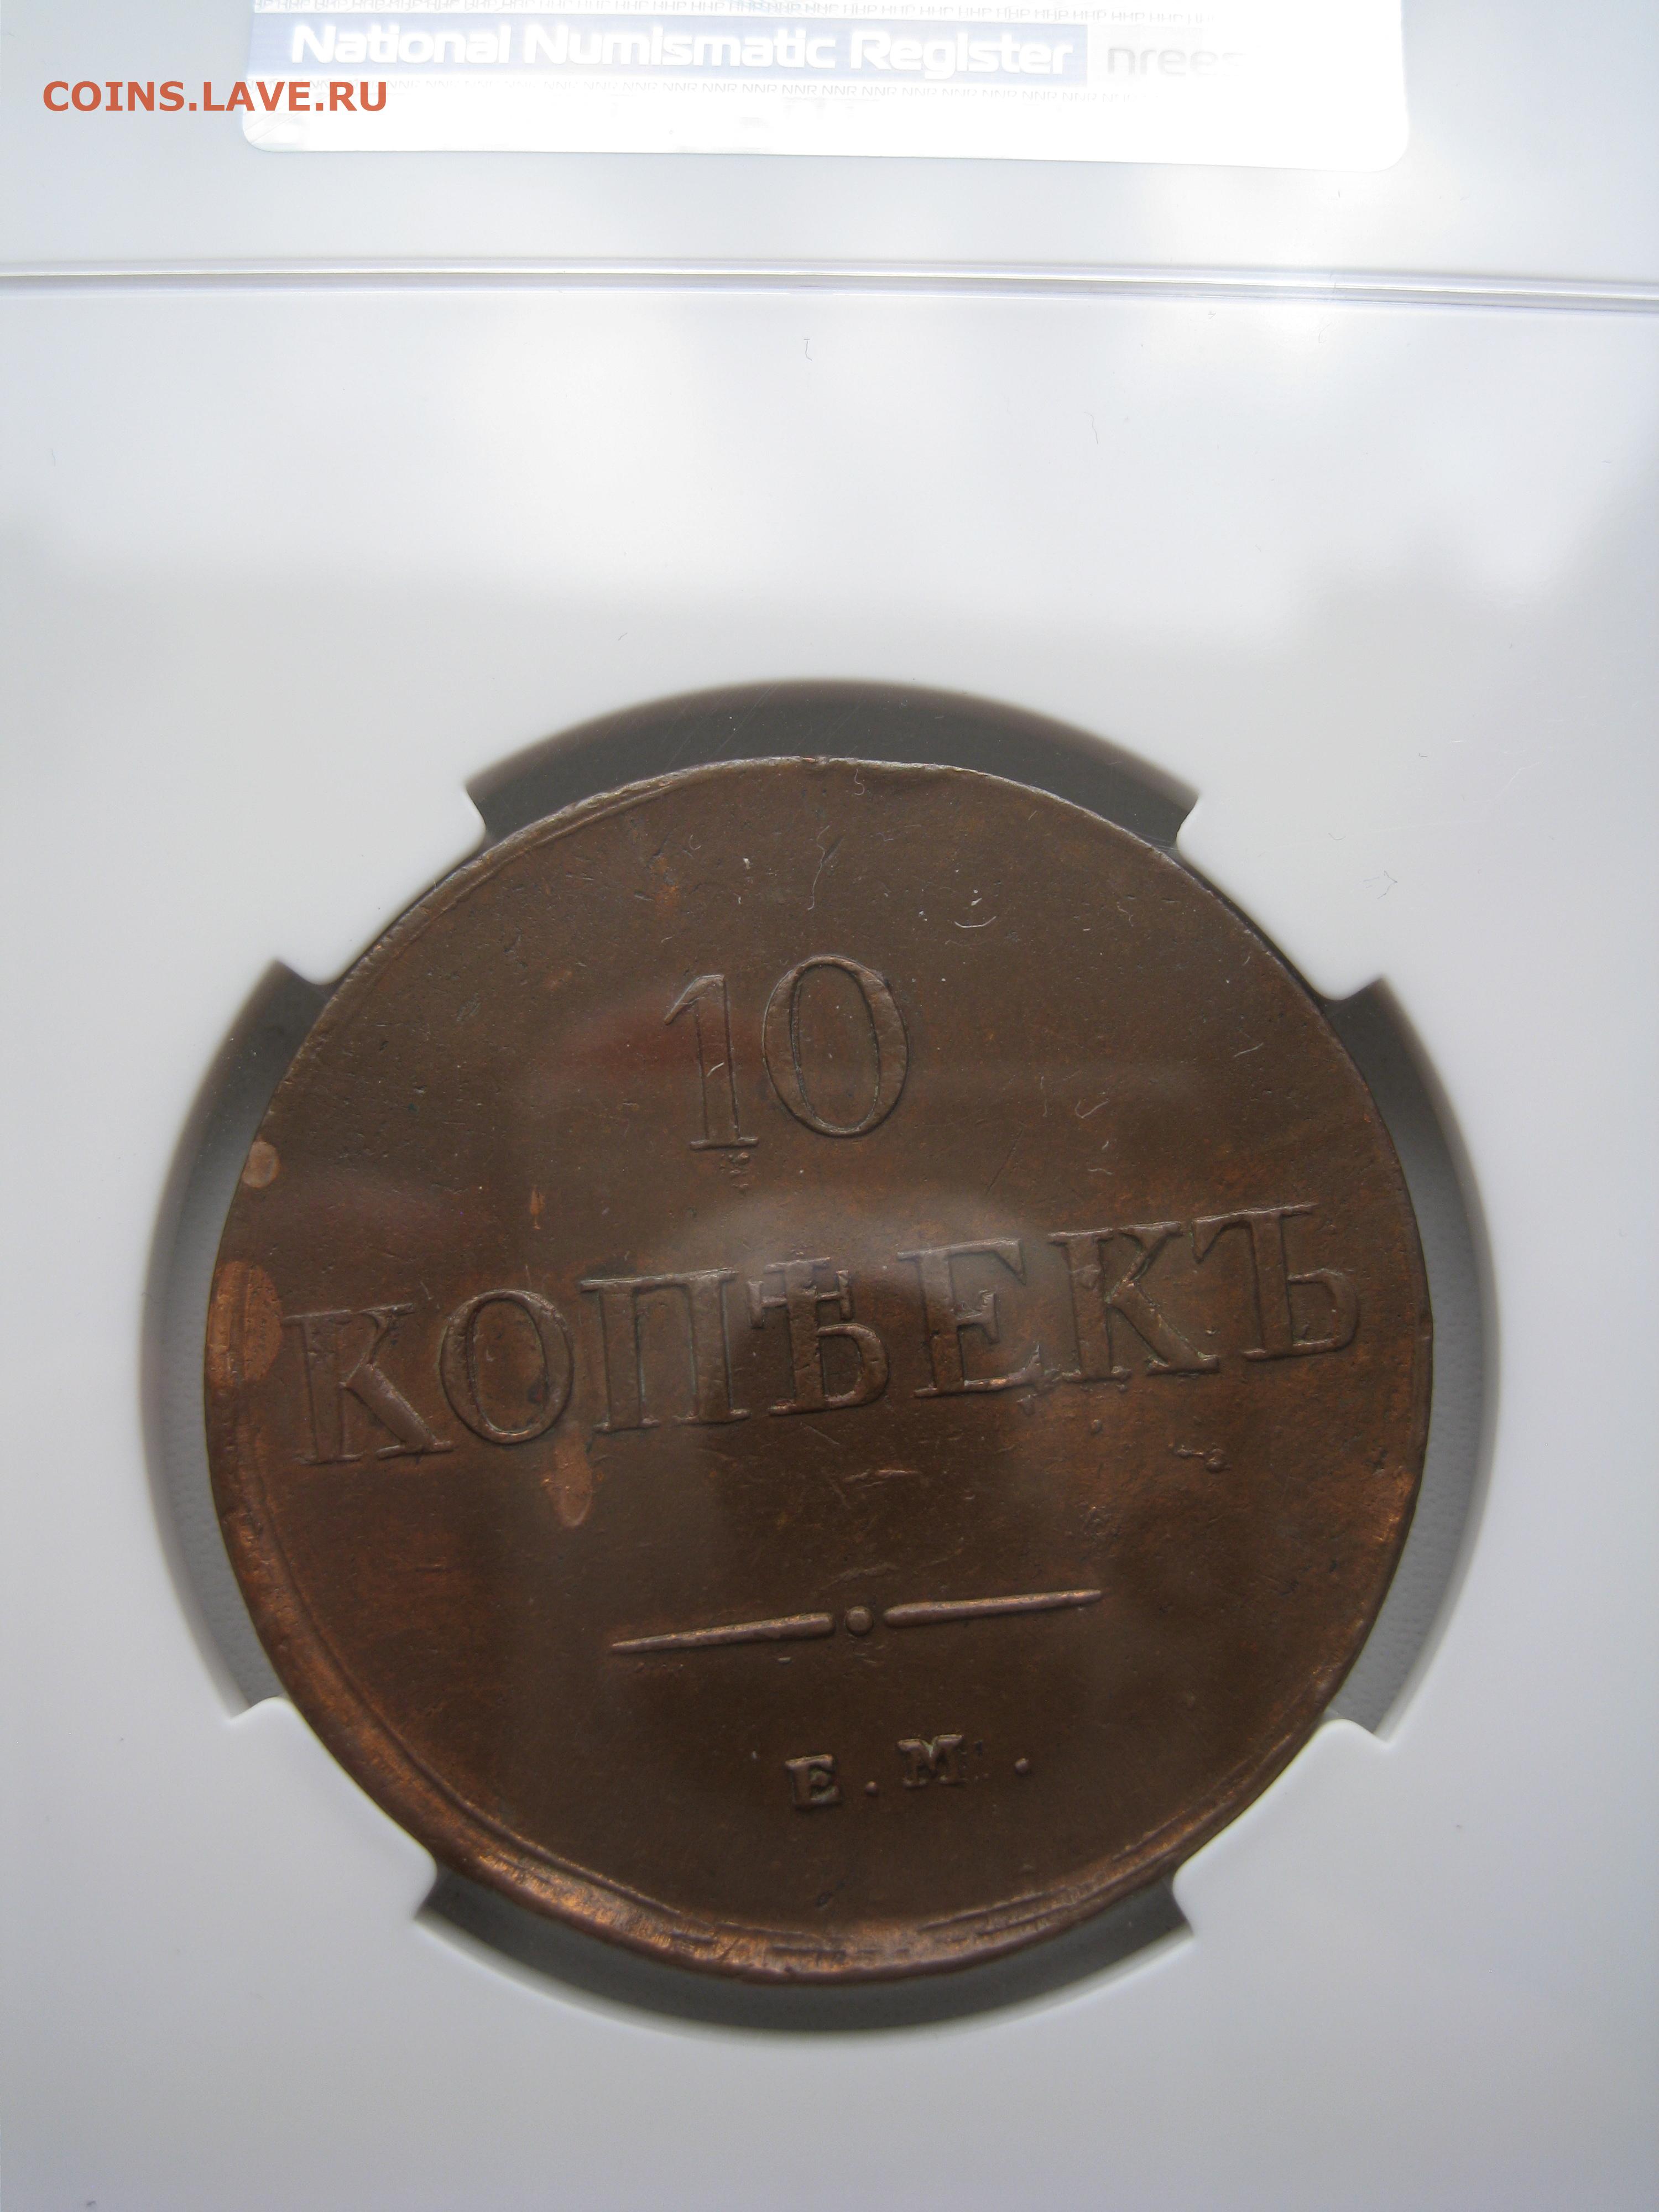 National Numismatic Register
COINS.LAVE.RU
10
КОПѢЕКЪ
Е.М.